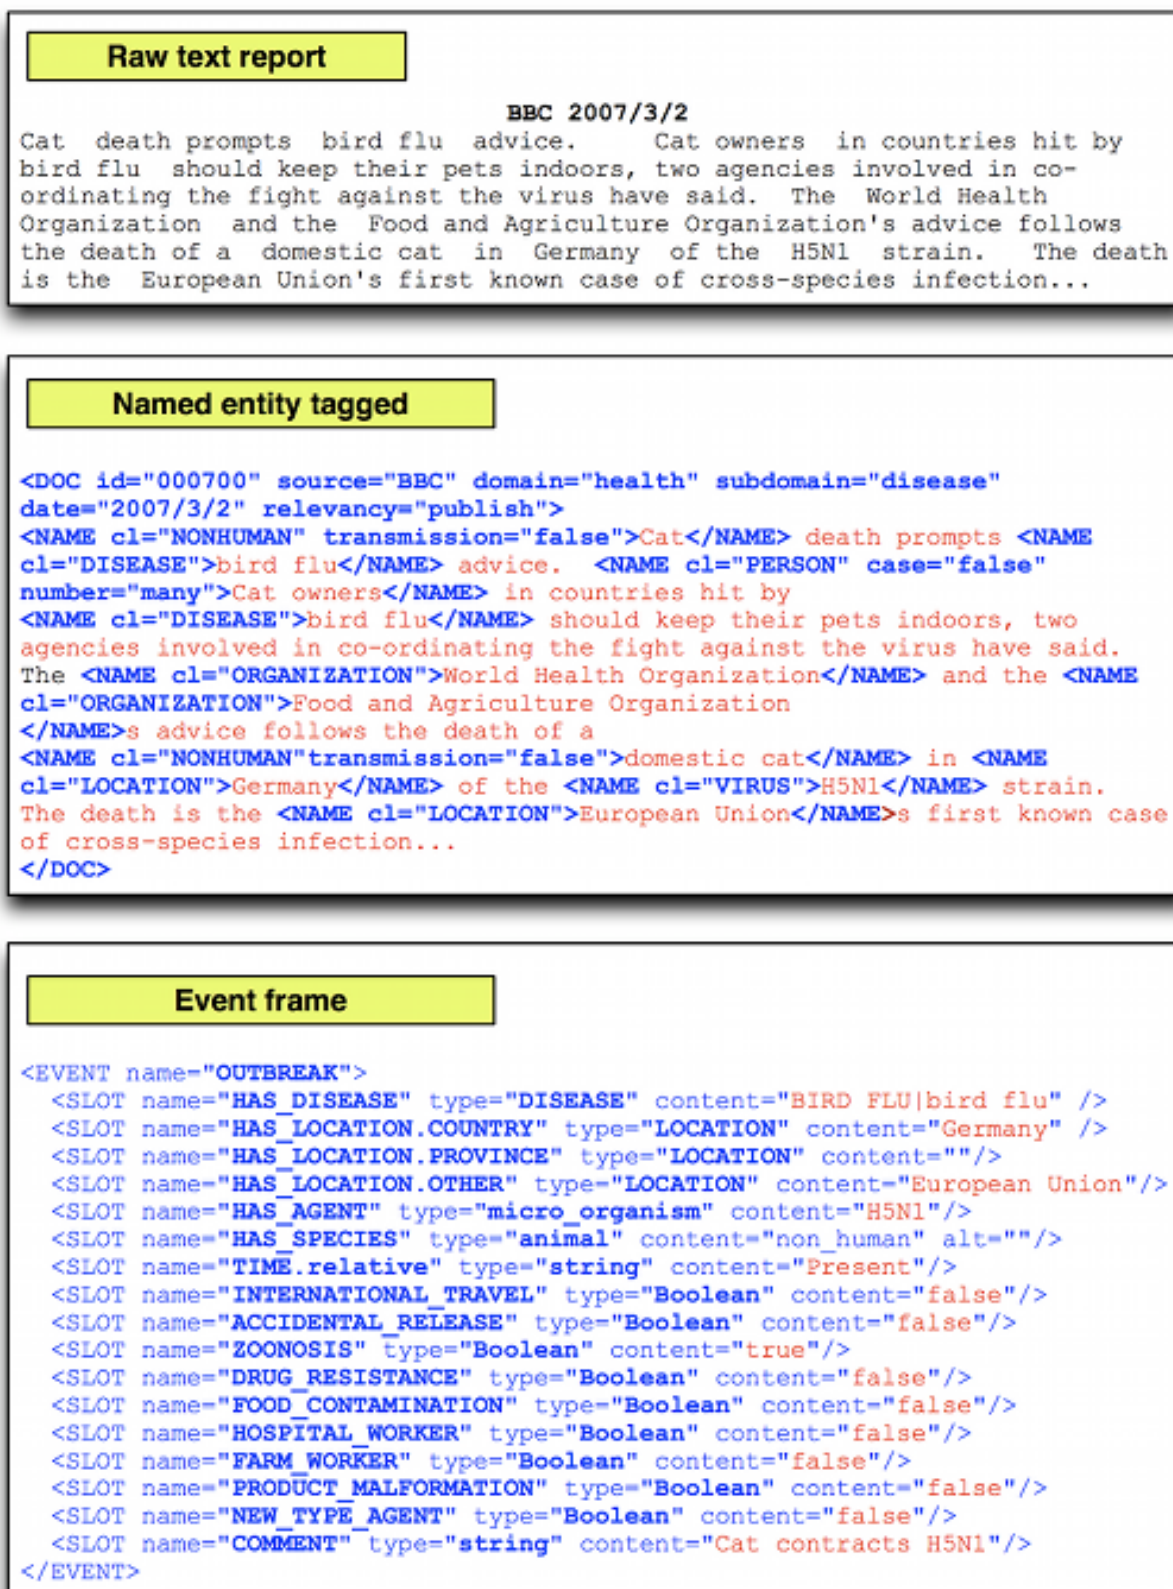 Raw text report
BBC 2007/3/2
Cat death prompts bird flu advice. Cat owners in countries hit by
bird flu should keep their pets indoors, two agencies involved in co-
ordinating the fight against the virus have said. The World Health
Organization and the Food and Agriculture Organization's advice follows
the death of a domestic cat in Germany of the H5N1 strain. The death
is the European Union's first known case of cross-species infection...
Named entity tagged
<DOC id="000700" source="BBC" domain="health" subdomain="disease"
date="2007/3/2" relevancy="publish">
<NAME cl="NONHUMAN" transmission="false">Cat</NAME> death prompts <NAME
cl="DISEASE">bird flu</NAME> advice. <NAME cl="PERSON" case="false"
number="many">Cat owners</NAME> in countries hit by
<NAME cl="DISEASE">bird flu</NAME> should keep their pets indoors, two
agencies involved in co-ordinating the fight against the virus have said.
The <NAME cl="ORGANIZATION">World Health Organization</NAME> and the <NAME
cl="ORGANIZATION">Food and Agriculture Organization
</NAME>s advice follows the death of a
<NAME cl="NONHUMAN"transmission="false">domestic cat</NAME> in <NAME
cl="LOCATION">Germany</NAME> of the <NAME cl="VIRUS">H5N1</NAME> strain.
The death is the <NAME cl="LOCATION">European Union</NAME>s first known case
of cross-species infection...
</DOC>
Event frame
<EVENT name="OUTBREAK">
<SLOT name="HAS_DISEASE" type="DISEASE" content="BIRD FLU|bird flu" />
<SLOT name="HAS_LOCATION.COUNTRY" type="LOCATION" content="Germany" />
<SLOT name="HAS_LOCATION.PROVINCE" type="LOCATION" content=""/>
<SLOT name="HAS_LOCATION.OTHER" type="LOCATION" content="European Union"/>
<SLOT name="HAS_AGENT" type="micro_organism" content="H5N1"/>
<SLOT name="HAS_SPECIES" type="animal" content="non_human" alt=""/>
<SLOT name="TIME.relative" type="string" content="Present"/>
<SLOT name="INTERNATIONAL_TRAVEL" type="Boolean" content="false"/>
<SLOT name="ACCIDENTAL_RELEASE" type="Boolean" content="false"/>
<SLOT name="ZOONOSIS" type="Boolean" content="true"/>
<SLOT name="DRUG_RESISTANCE" type="Boolean" content="false"/>
<SLOT name="FOOD_CONTAMINATION" type="Boolean" content="false"/>
<SLOT name="HOSPITAL_WORKER" type="Boolean" content="false"/>
<SLOT name="FARM_WORKER" type="Boolean" content="false"/>
<SLOT name="PRODUCT_MALFORMATION" type="Boolean" content="false"/>
<SLOT name="NEW_TYPE_AGENT" type="Boolean" content="false"/>
<SLOT name="COMMENT" type="string" content="Cat contracts H5N1"/>
</EVENT>